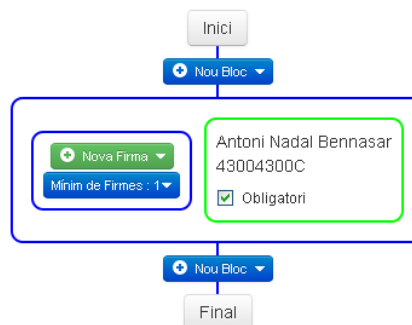 Inici
Nou Bloc
Nova Firma
Mínim de Firmes : 1
Antoni Nadal Bennasar
43004300C
Obligatori
Nou Bloc
Final